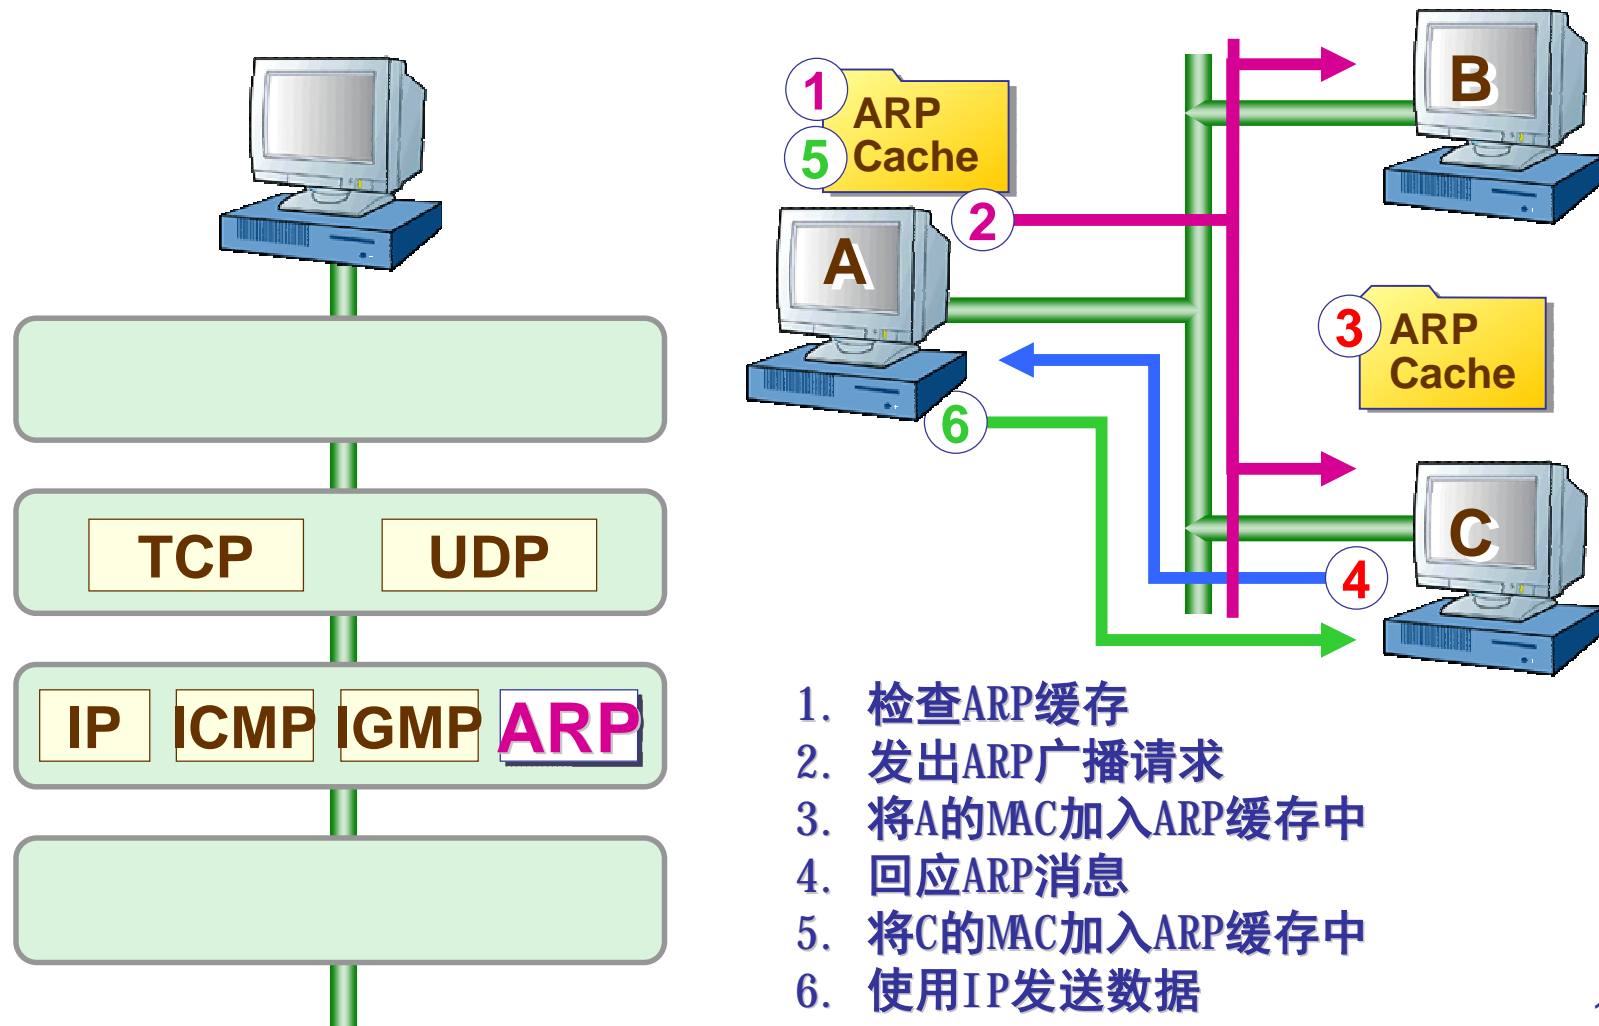 TCP
UDP
IP
ICMP
IGMP
ARP
1
5
ARP
Cache
2
A
B
3
ARP
Cache
6
C
4
1. 检查ARP缓存
2. 发出ARP广播请求
3. 将A的MAC加入ARP缓存中
4. 回应ARP消息
5. 将C的MAC加入ARP缓存中
6. 使用IP发送数据